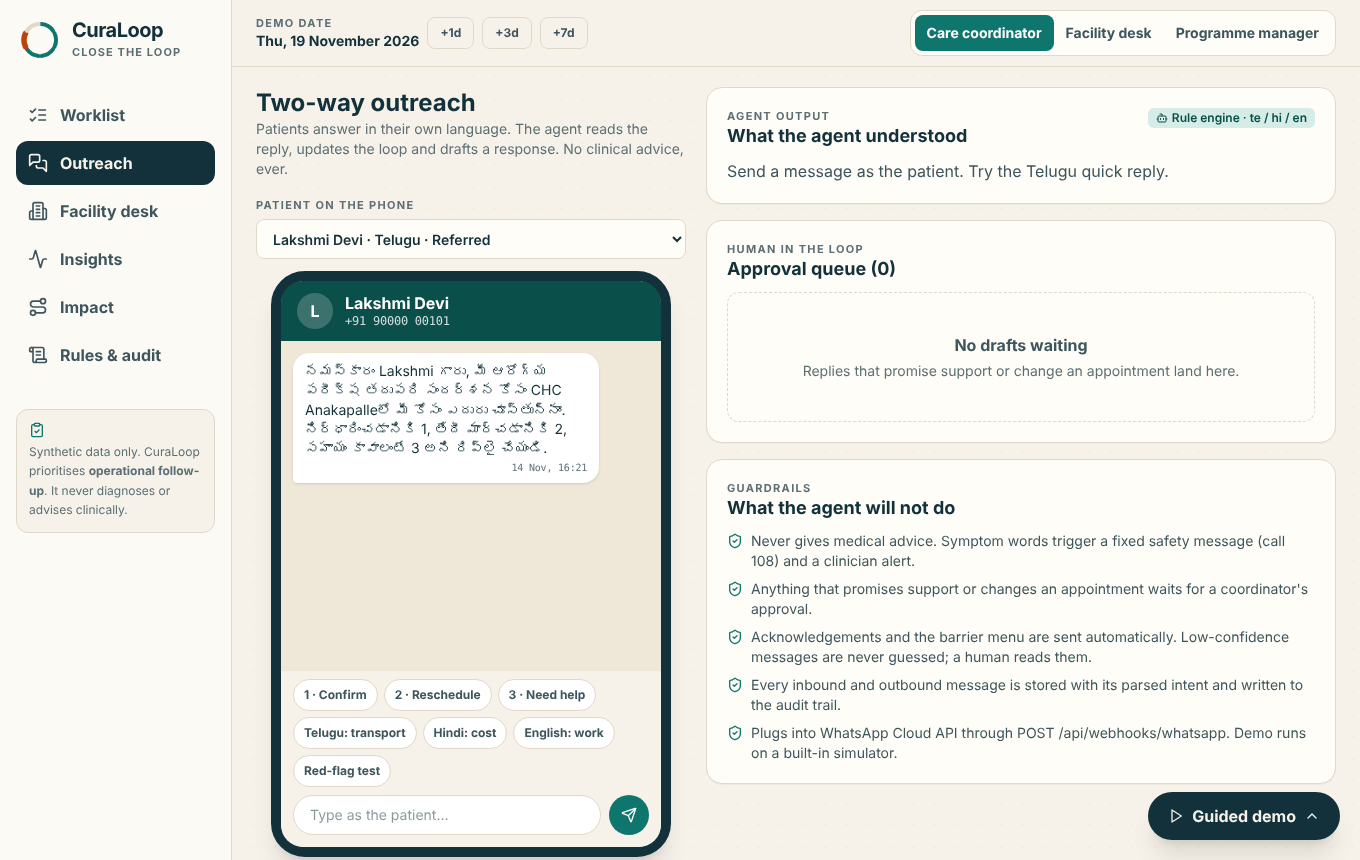 CuraLoop
CLOSE THE LOOP
Worklist
Outreach
Facility desk
Insights
Impact
Rules & audit
Synthetic data only. CuraLoop
prioritises operational follow-
up. It never diagnoses or
advises clinically.
DEMO DATE
Thu, 19 November 2026
+1d
+3d
+7d
Care coordinator
Facility desk
Programme manager
Two-way outreach
Patients answer in their own language. The agent reads the
reply, updates the loop and drafts a response. No clinical advice,
ever.
PATIENT ON THE PHONE
Lakshmi Devi · Telugu · Referred
L
Lakshmi Devi
+91 90000 00101
నమస్కారం Lakshmi గారు, మీ ఆరోగ్య
పరీక్ష తదుపరి సందర్శన కోసం CHC
Anakapalleలో మీ కోసం ఎదురు చూస్తున్నాం.
నిర్ధారించడానికి 1, తేదీ మార్చడానికి 2,
సహాయం కావాలంటే 3 అని రిప్లై చేయండి.
14 Nov, 16:21
1 · Confirm
2 · Reschedule
3 · Need help
Telugu: transport
Hindi: cost
English: work
Red-flag test
Type as the patient...
AGENT OUTPUT
What the agent understood
Rule engine · te / hi / en
Send a message as the patient. Try the Telugu quick reply.
HUMAN IN THE LOOP
Approval queue (0)
No drafts waiting
Replies that promise support or change an appointment land here.
GUARDRAILS
What the agent will not do
Never gives medical advice. Symptom words trigger a fixed safety message (call
108) and a clinician alert.
Anything that promises support or changes an appointment waits for a coordinator's
approval.
Acknowledgements and the barrier menu are sent automatically. Low-confidence
messages are never guessed; a human reads them.
Every inbound and outbound message is stored with its parsed intent and written to
the audit trail.
Plugs into WhatsApp Cloud API through POST /api/webhooks/whatsapp. Demo runs
on a built-in simulator.
Guided demo